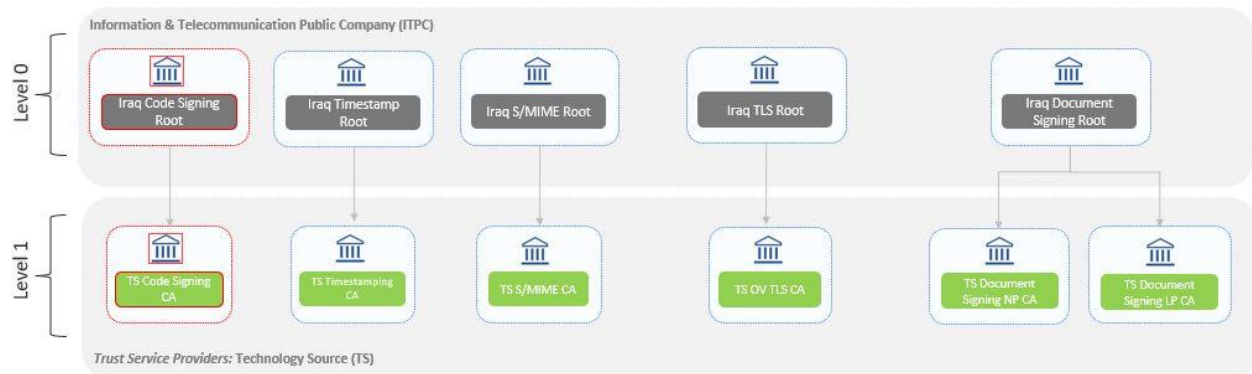 Information & Telecommunication Public Company (ITPC)
Level 0
Iraq Code Signing
Root
Iraq Timestamp
Root
Iraq S/MIME Root
Iraq TLS Root
Iraq Document
Signing Root
Level 1
TS Code Signing
CA
TS Timestamping
CA
TS S/MIME CA
TS OV TLS CA
TS Document
Signing NP CA
TS Document
Signing LP CA
Trust Service Providers: Technology Source (TS)